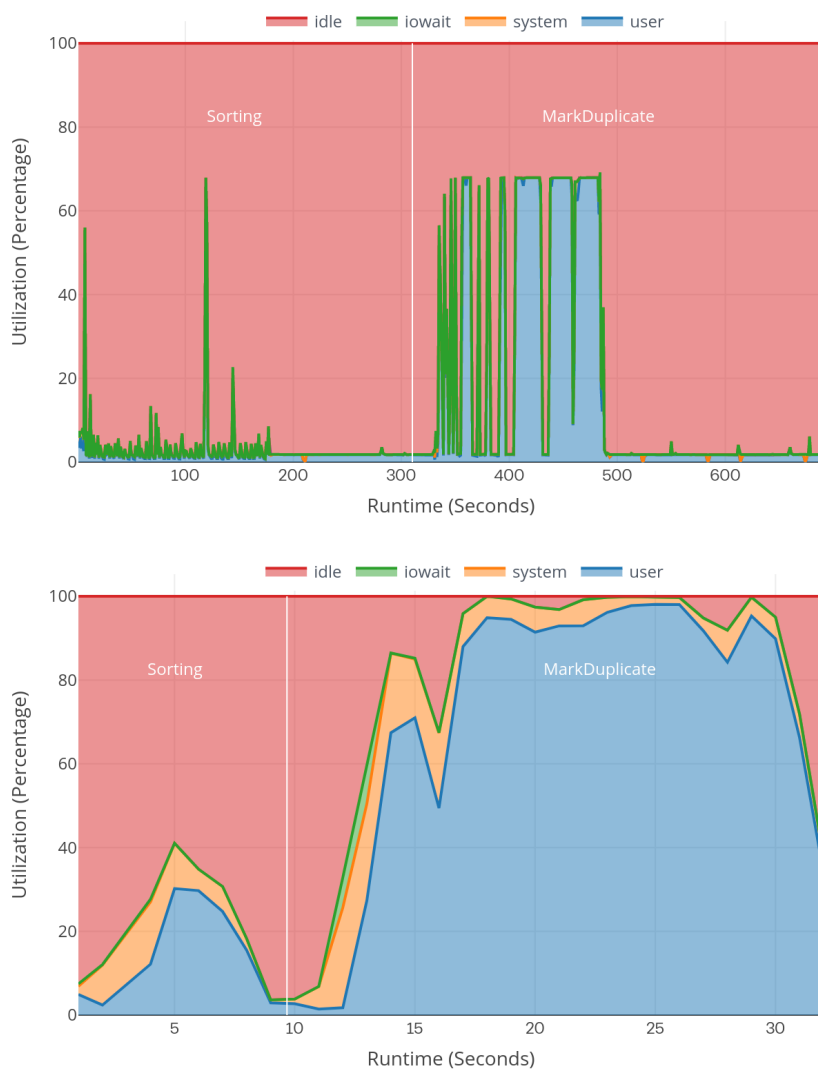 idle iowait system user
100
80
60
40
20
0
Utilization (Percentage)
Sorting MarkDuplicate
100 200 300 400 500 600
Runtime (Seconds)
idle iowait system user
100
80
60
40
20
0
Utilization (Percentage)
Sorting MarkDuplicate
5 10 15 20 25 30
Runtime (Seconds)